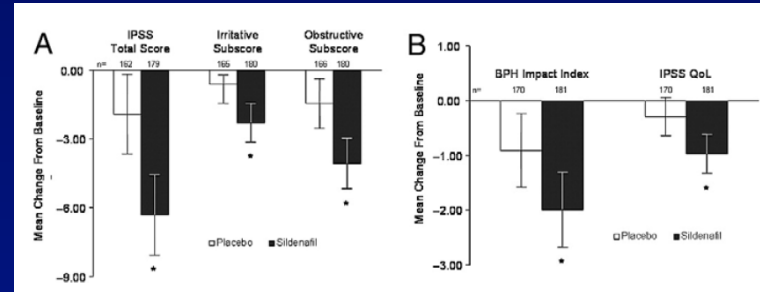 A
IPSS Total Score
Irritative Subscore
Obstructive Subscore
n= 162 179 165 180 166 180
0.00
-3.00
-6.00
-9.00
Mean Change From Baseline
* * *
Placebo Sildenafil
B
1.00
BPH Impact Index IPSS QoL
n= 170 181 170 181
0.00
-1.00
-2.00
-3.00
Mean Change From Baseline
* *
Placebo Sildenafil